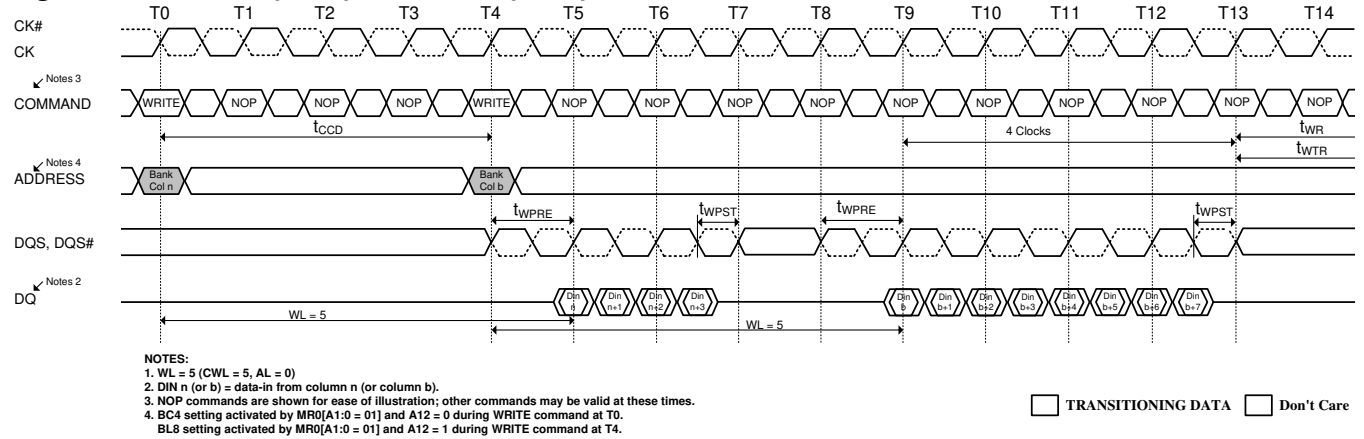 T0 T1 T2 T3 T4 T5 T6 T7 T8 T9 T10 T11 T12 T13 T14
CK#
CK
Notes 3
COMMAND
WRITE NOP NOP NOP WRITE NOP NOP NOP NOP NOP NOP NOP NOP NOP NOP
tCCD
4 Clocks
tWR
tWTR
Notes 4
ADDRESS
Bank Bank
Col n Col b
tWPRE tWPST tWPRE tWPST
DQS, DQS#
Notes 2
DQ
Din Din Din Din Din Din Din Din Din Din Din Din
n n+1 n+2 n+3 b b+1 b+2 b+3 b+4 b+5 b+6 b+7
WL = 5
WL = 5
NOTES:
1. WL = 5 (CWL = 5, AL = 0)
2. DIN n (or b) = data-in from column n (or column b).
3. NOP commands are shown for ease of illustration; other commands may be valid at these times.
4. BC4 setting activated by MR0[A1:0 = 01] and A12 = 0 during WRITE command at T0.
BL8 setting activated by MR0[A1:0 = 01] and A12 = 1 during WRITE command at T4.
TRANSITIONING DATA Don't Care